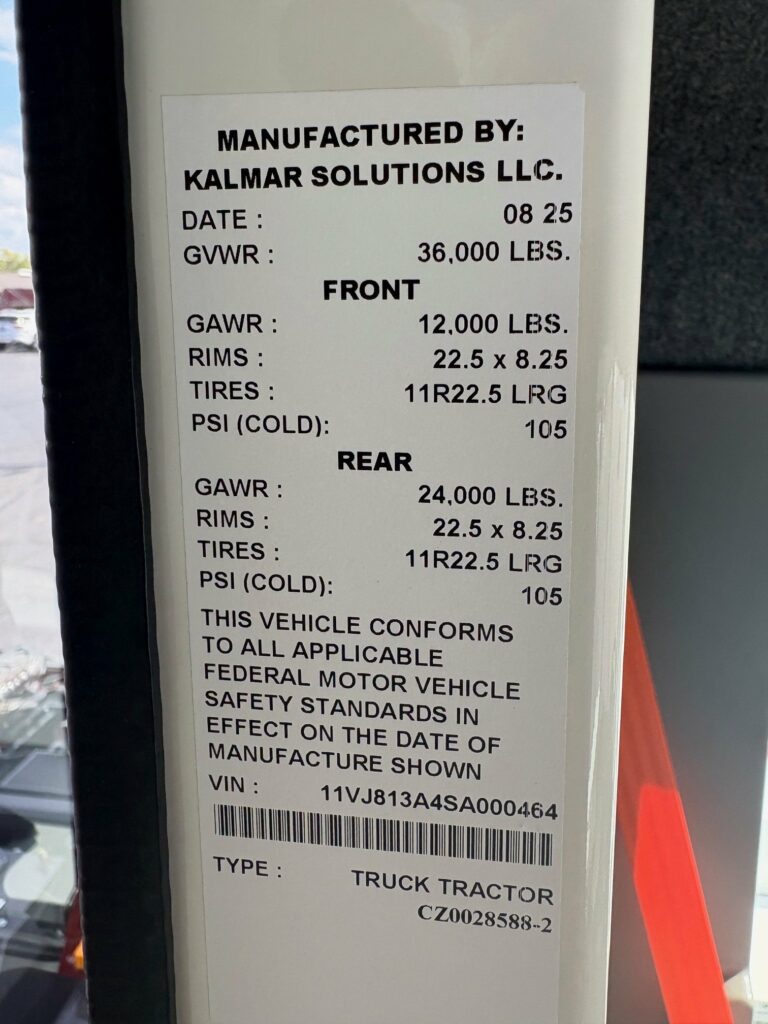 MANUFACTURED BY:
KALMAR SOLUTIONS LLC.
DATE : 08 25
GVWR : 36,000 LBS.
FRONT
GAWR : 12,000 LBS.
RIMS : 22.5 x 8.25
TIRES : 11R22.5 LRG
PSI (COLD): 105
REAR
GAWR : 24,000 LBS.
RIMS : 22.5 x 8.25
TIRES : 11R22.5 LRG
PSI (COLD): 105
THIS VEHICLE CONFORMS
TO ALL APPLICABLE
FEDERAL MOTOR VEHICLE
SAFETY STANDARDS IN
EFFECT ON THE DATE OF
MANUFACTURE SHOWN
VIN : 11VJ813A4SA000464
TYPE : TRUCK TRACTOR
CZ0028588-2